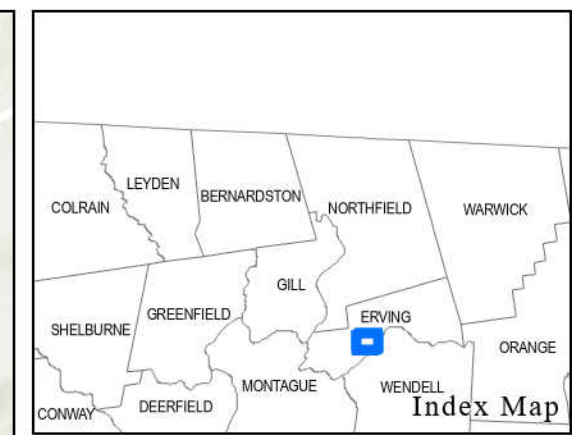 LEYDEN
COLRAIN
BERNARDSTON
NORTHFIELD
WARWICK
GILL
GREENFIELD
SHELBURNE
ERVING
ORANGE
MONTAGUE
WENDELL
CONWAY
DEERFIELD
Index Map